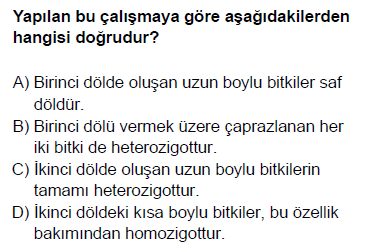 Yapılan bu çalışmaya göre aşağıdakilerden
hangisi doğrudur?
A) Birinci dölde oluşan uzun boylu bitkiler saf
döldür.
B) Birinci dölü vermek üzere çaprazlanan her
iki bitki de heterozigottur.
C) İkinci dölde oluşan uzun boylu bitkilerin
tamamı heterozigottur.
D) İkinci döldeki kısa boylu bitkiler, bu özellik
bakımından homozigottur.